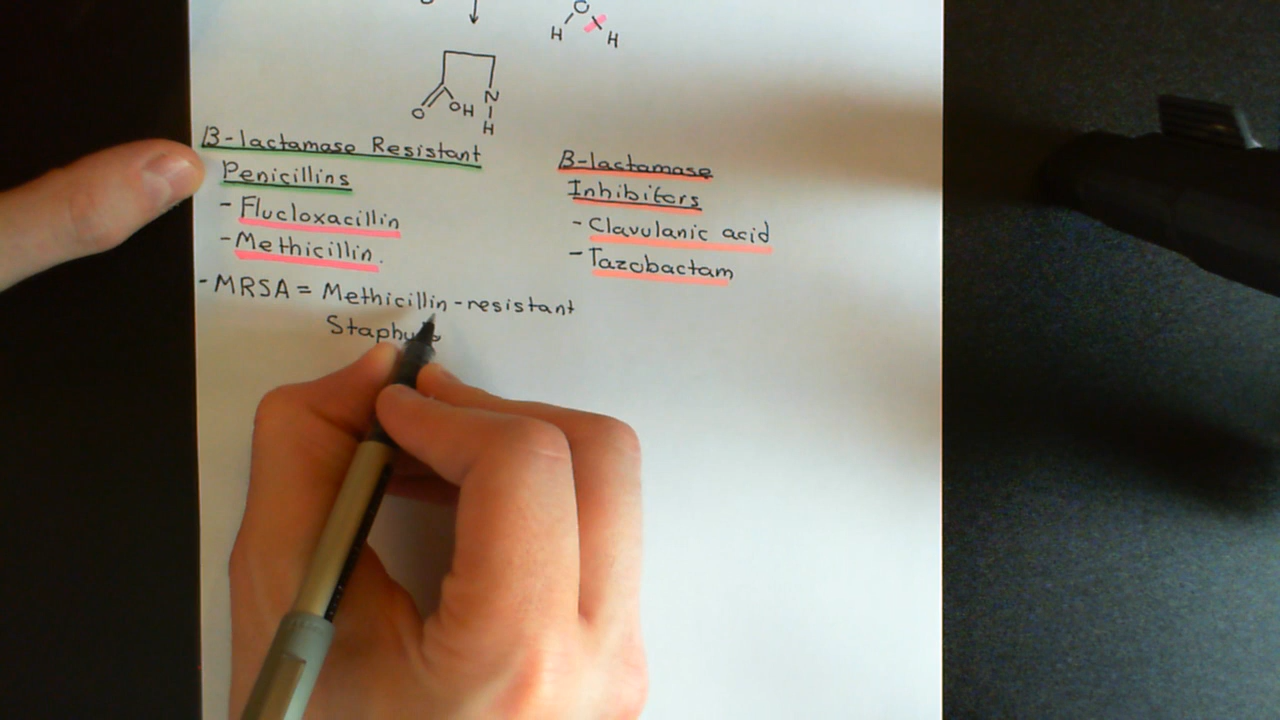 O
H
H
O
OH
N
H
β-lactamase Resistant
Penicillins
- Flucloxacillin
- Methicillin.
- MRSA = Methicillin-resistant
β-lactamase
Inhibitors
- Clavulanic acid
- Tazobactam